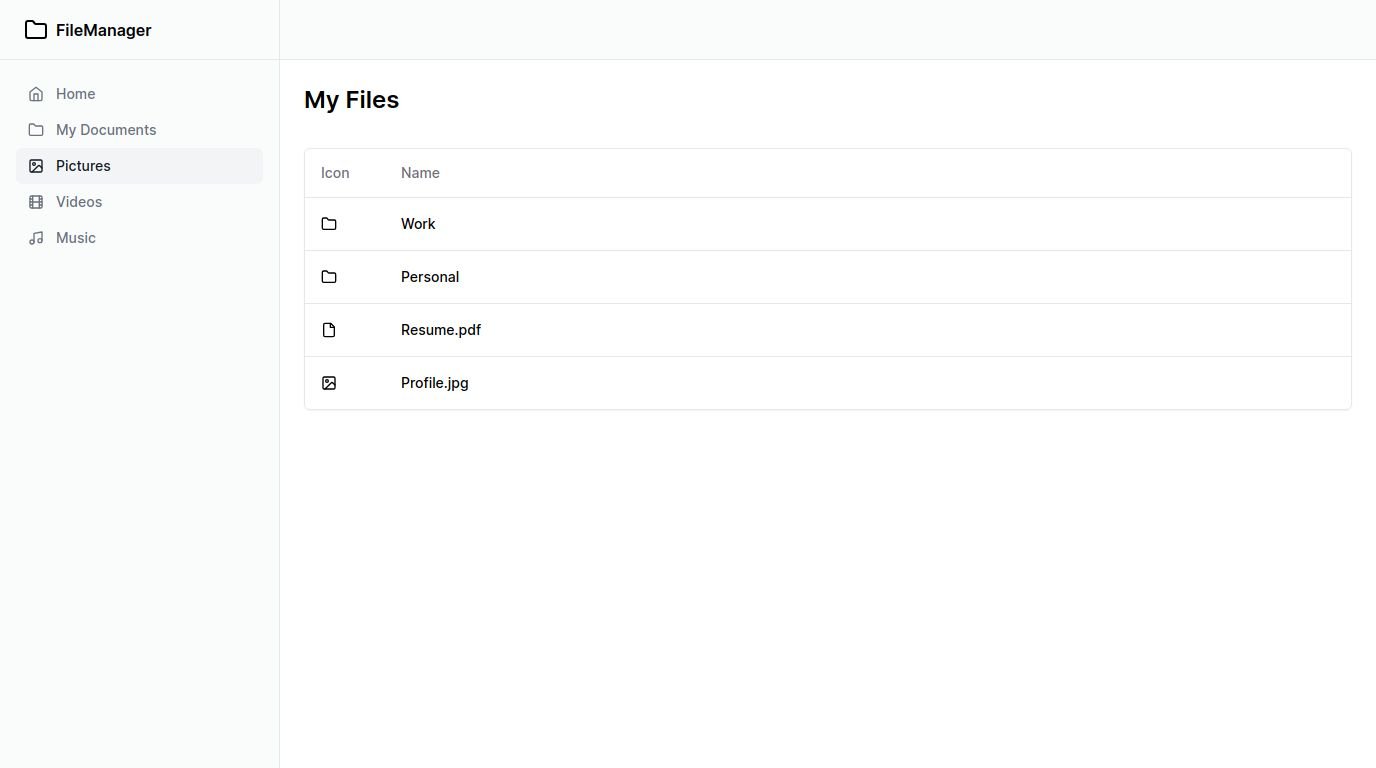 FileManager
Home
My Documents
Pictures
Videos
Music
My Files
Icon Name
Work
Personal
Resume.pdf
Profile.jpg